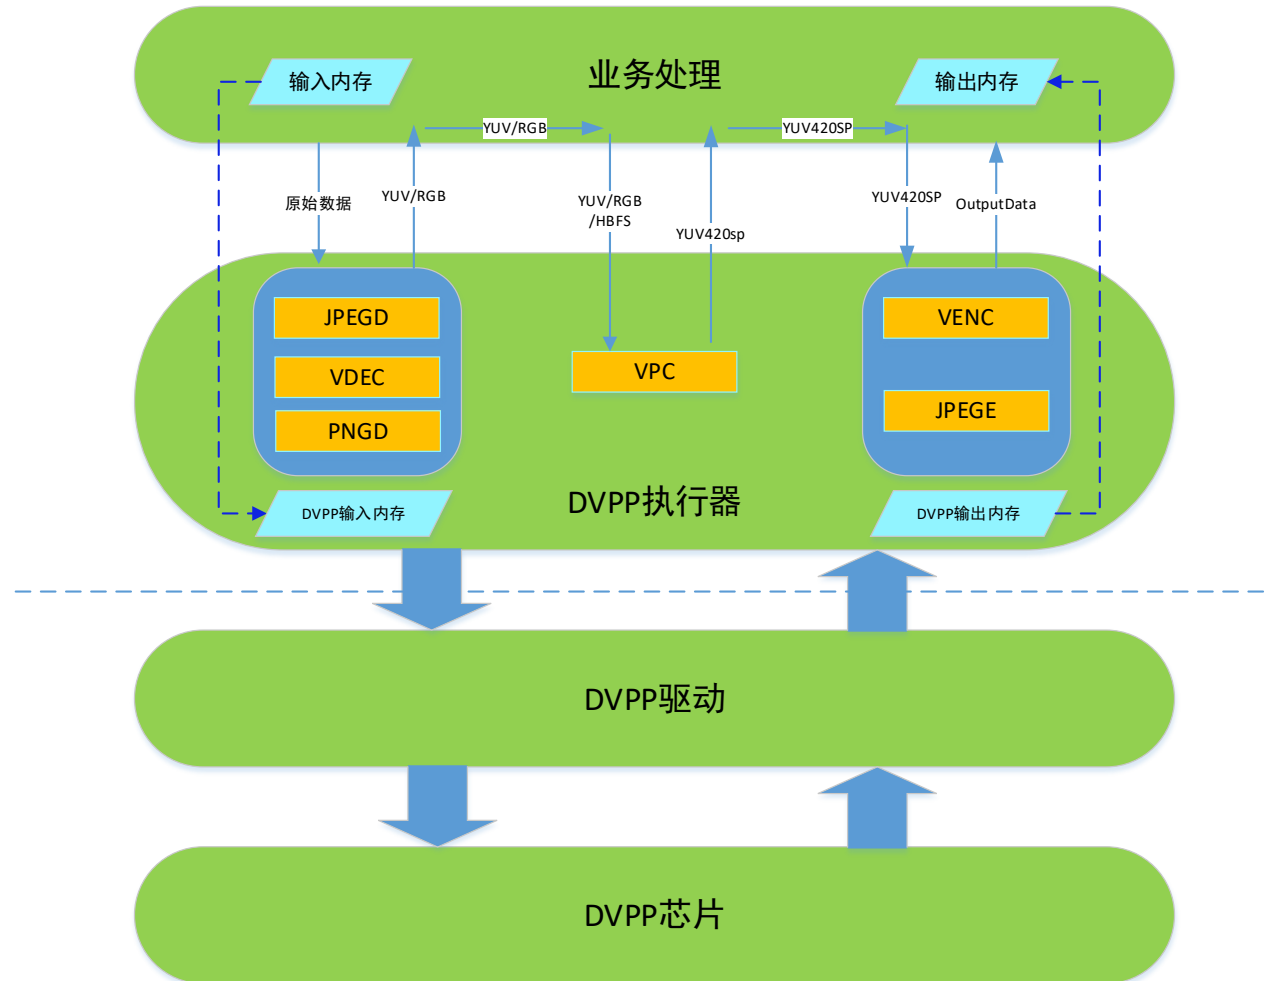 业务处理
输入内存
输出内存
YUV/RGB
YUV420SP
原始数据
YUV/RGB
YUV/RGB
/HBFS
YUV420sp
YUV420SP
OutputData
JPEGD
VDEC
PNGD
VPC
VENC
JPEGE
DVPP执行器
DVPP输入内存
DVPP输出内存
DVPP驱动
DVPP芯片